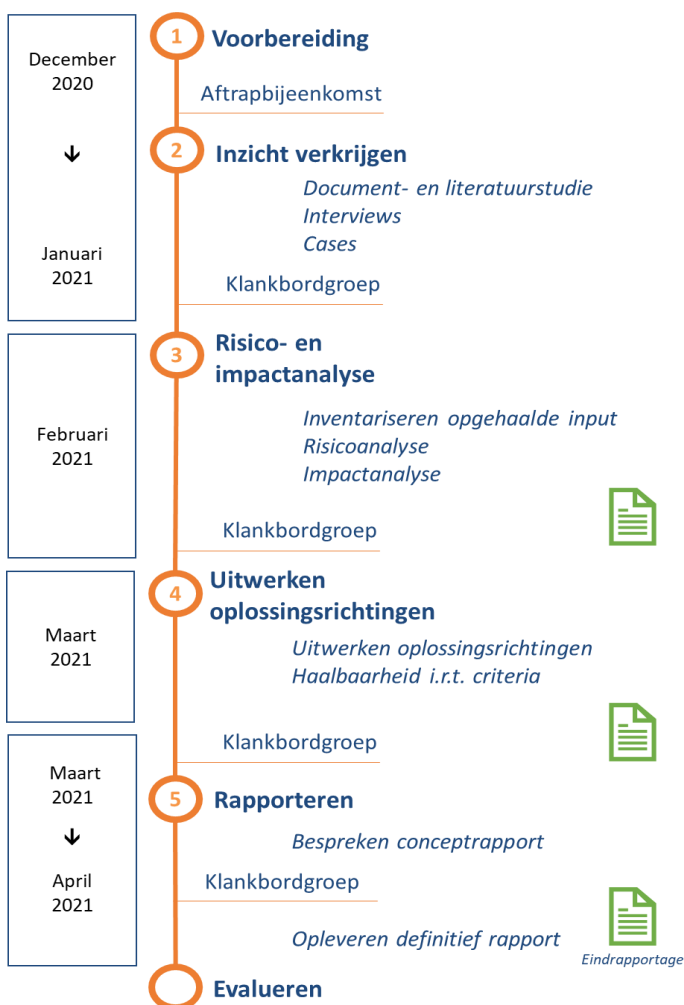 December
2020
1
Voorbereiding
Aftrapbijeenkomst
2
Inzicht verkrijgen
Document- en literatuurstudie
Interviews
Cases
Januari
2021
Klankbordgroep
3
Risico- en
impactanalyse
Februari
2021
Inventariseren opgehaalde input
Risicoanalyse
Impactanalyse
Klankbordgroep
4
Uitwerken
oplossingsrichtingen
Maart
2021
Uitwerken oplossingsrichtingen
Haalbaarheid i.r.t. criteria
Klankbordgroep
Maart
2021
5
Rapporteren
Bespreken conceptrapport
April
2021
Klankbordgroep
Opleveren definitief rapport
Eindrapportage
Evalueren